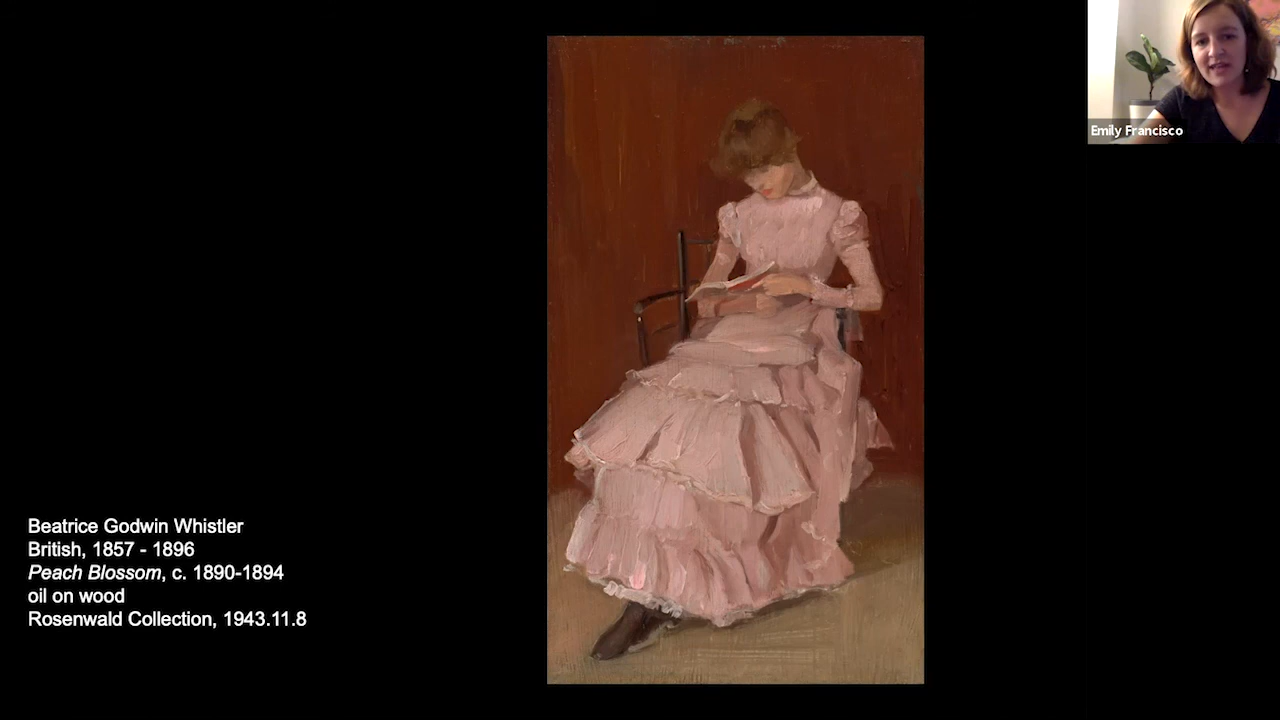 Emily Francisco
Beatrice Godwin Whistler
British, 1857 - 1896
Peach Blossom, c. 1890-1894
oil on wood
Rosenwald Collection, 1943.11.8